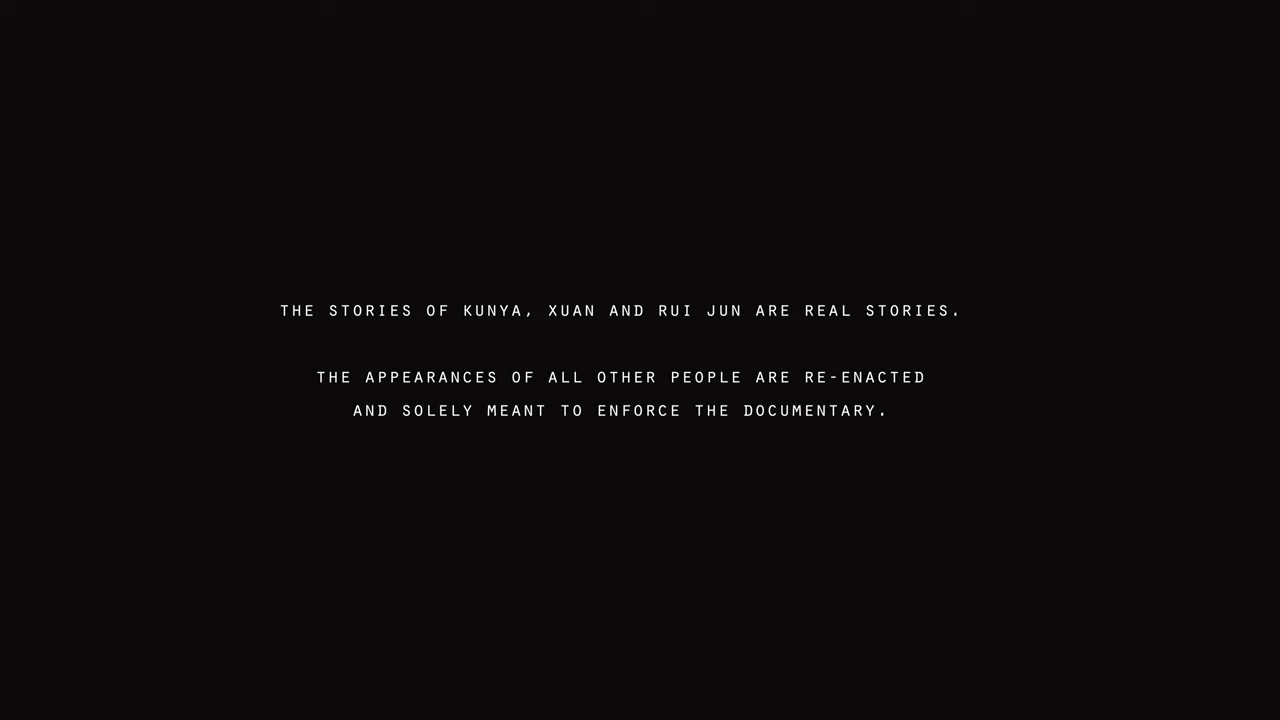 THE STORIES OF KUNYA, XUAN AND RUI JUN ARE REAL STORIES.
THE APPEARANCES OF ALL OTHER PEOPLE ARE RE-ENACTED
AND SOLELY MEANT TO ENFORCE THE DOCUMENTARY.